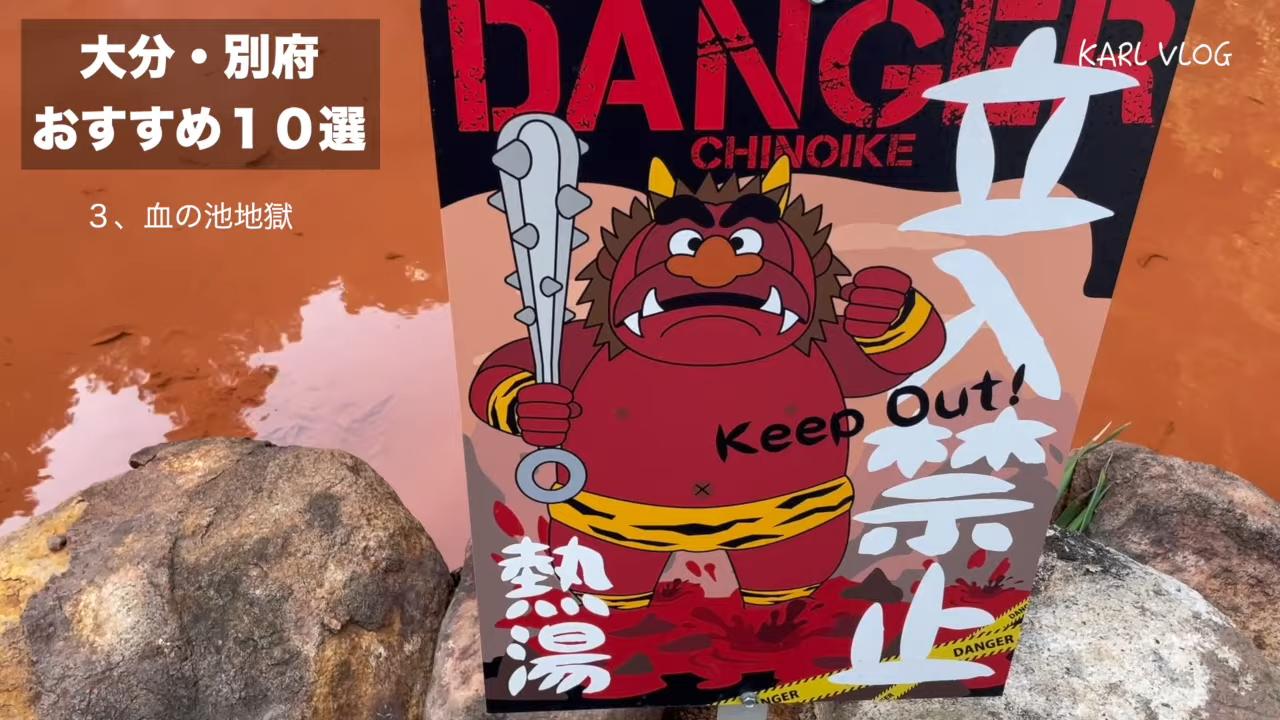 大分・別府
おすすめ１０選
３、血の池地獄
KARL VLOG
DANGER
CHINOIKE
立入禁止
Keep Out!
熱湯
DANGER
DANGER